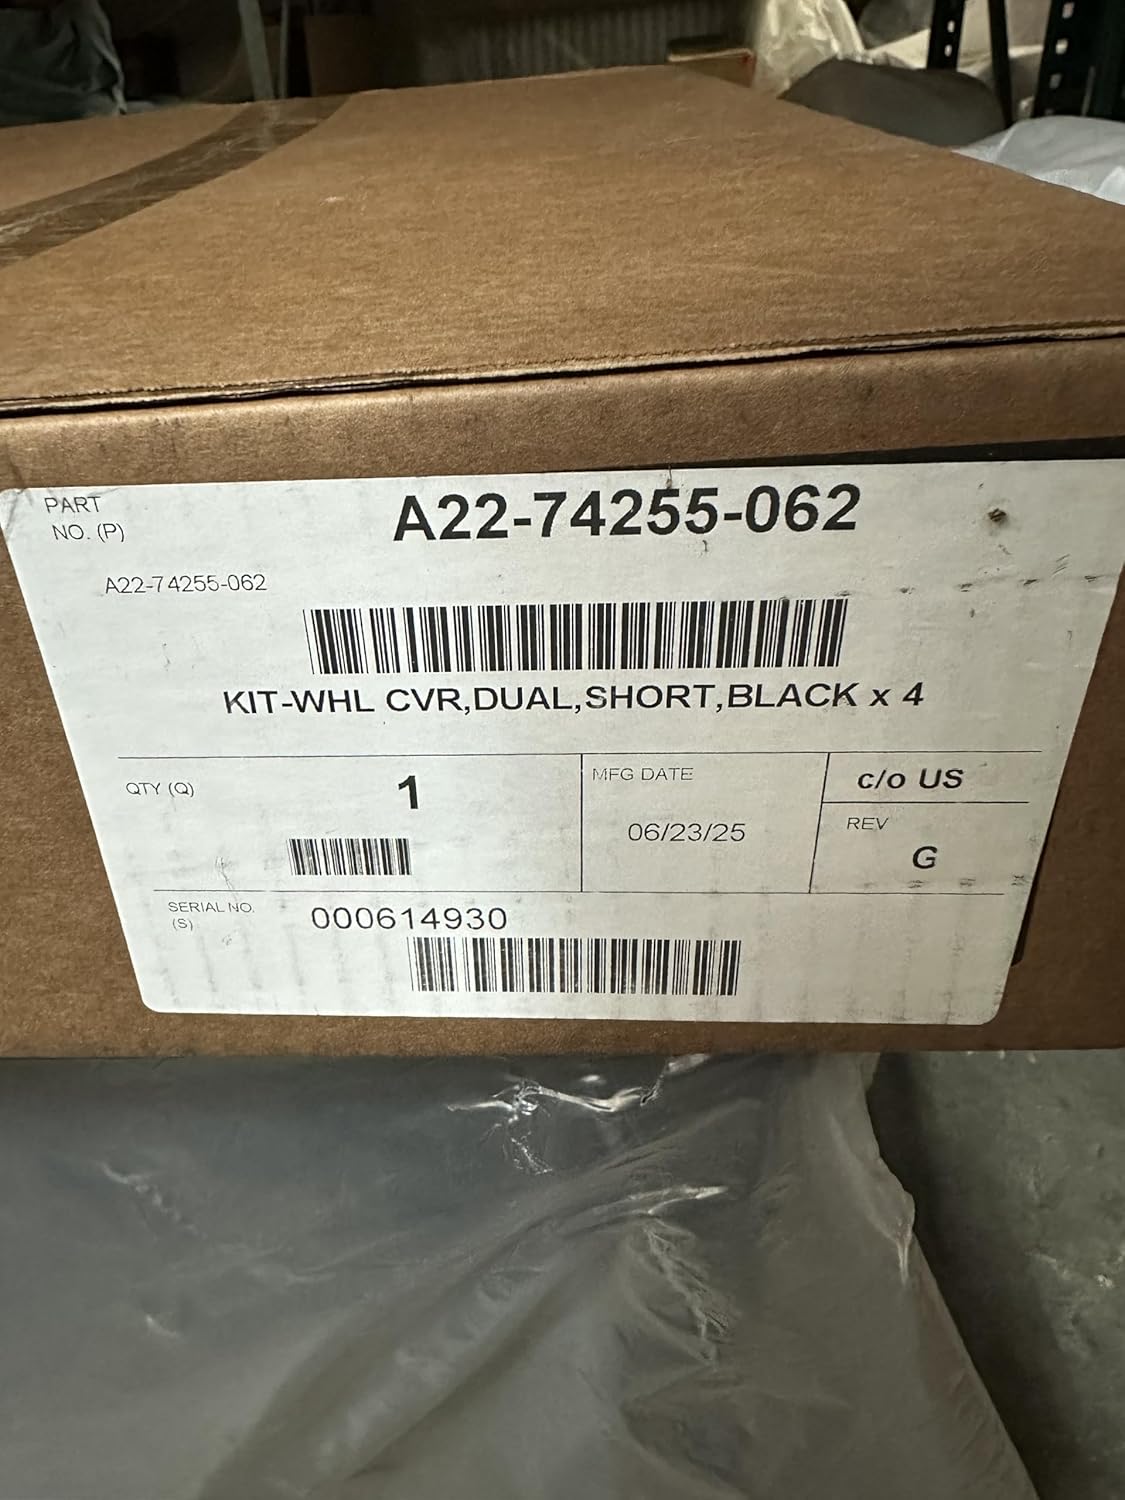 PART
NO. (P)
A22-74255-062
A22-74255-062
KIT-WHL CVR,DUAL,SHORT,BLACK x 4
QTY (Q)
1
MFG DATE
06/23/25
c/o US
REV
G
SERIAL NO.
(S)
000614930